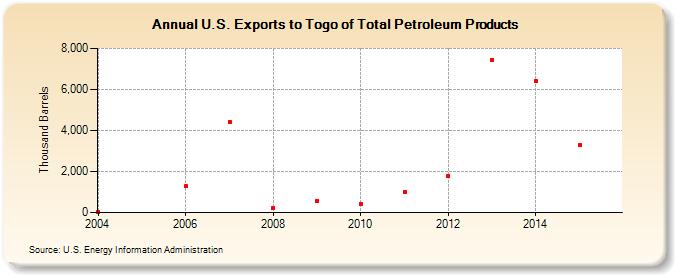 Annual U.S. Exports to Togo of Total Petroleum Products
Thousand Barrels
8,000
6,000
4,000
2,000
0
2004 2006 2008 2010 2012 2014
Source: U.S. Energy Information Administration